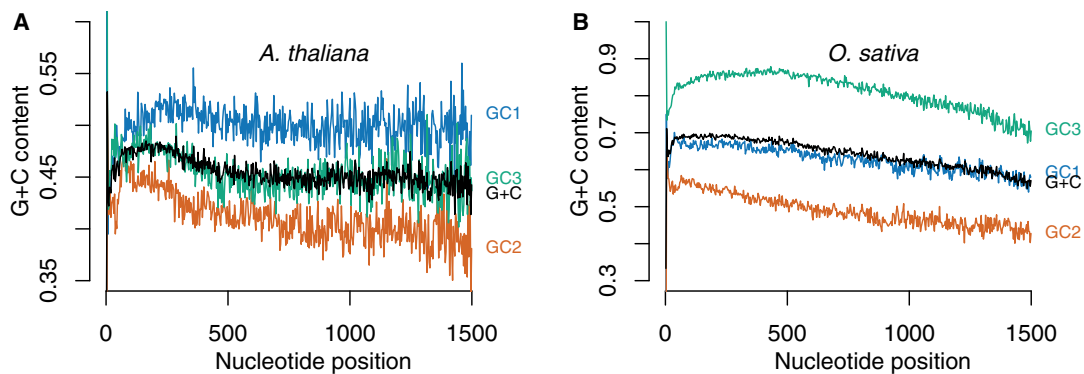 A
A. thaliana
G+C content
0.55
0.45
0.35
GC1
GC3
G+C
GC2
0
500
1000
1500
Nucleotide position
B
O. sativa
G+C content
0.9
0.7
0.5
0.3
GC3
GC1
G+C
GC2
0
500
1000
1500
Nucleotide position